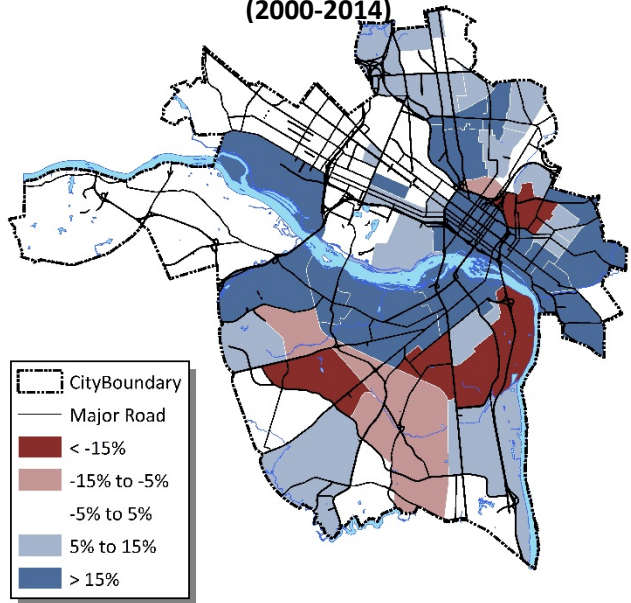 (2000-2014)
CityBoundary
Major Road
< -15%
-15% to -5%
-5% to 5%
5% to 15%
> 15%